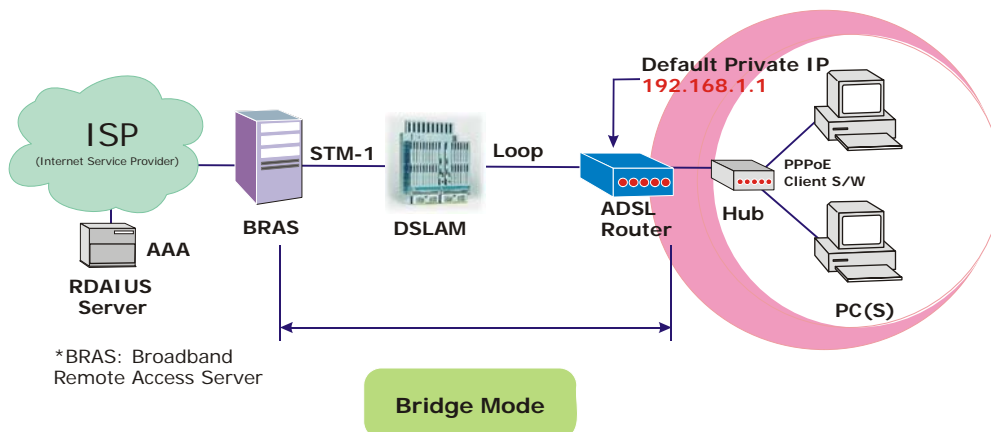 ISP
(Internet Service Provider)
AAA
RDAIUS
Server
*BRAS: Broadband
Remote Access Server
BRAS
STM-1
DSLAM
Loop
Default Private IP
192.168.1.1
ADSL
Router
Hub
PPPoE
Client S/W
PC(S)
Bridge Mode